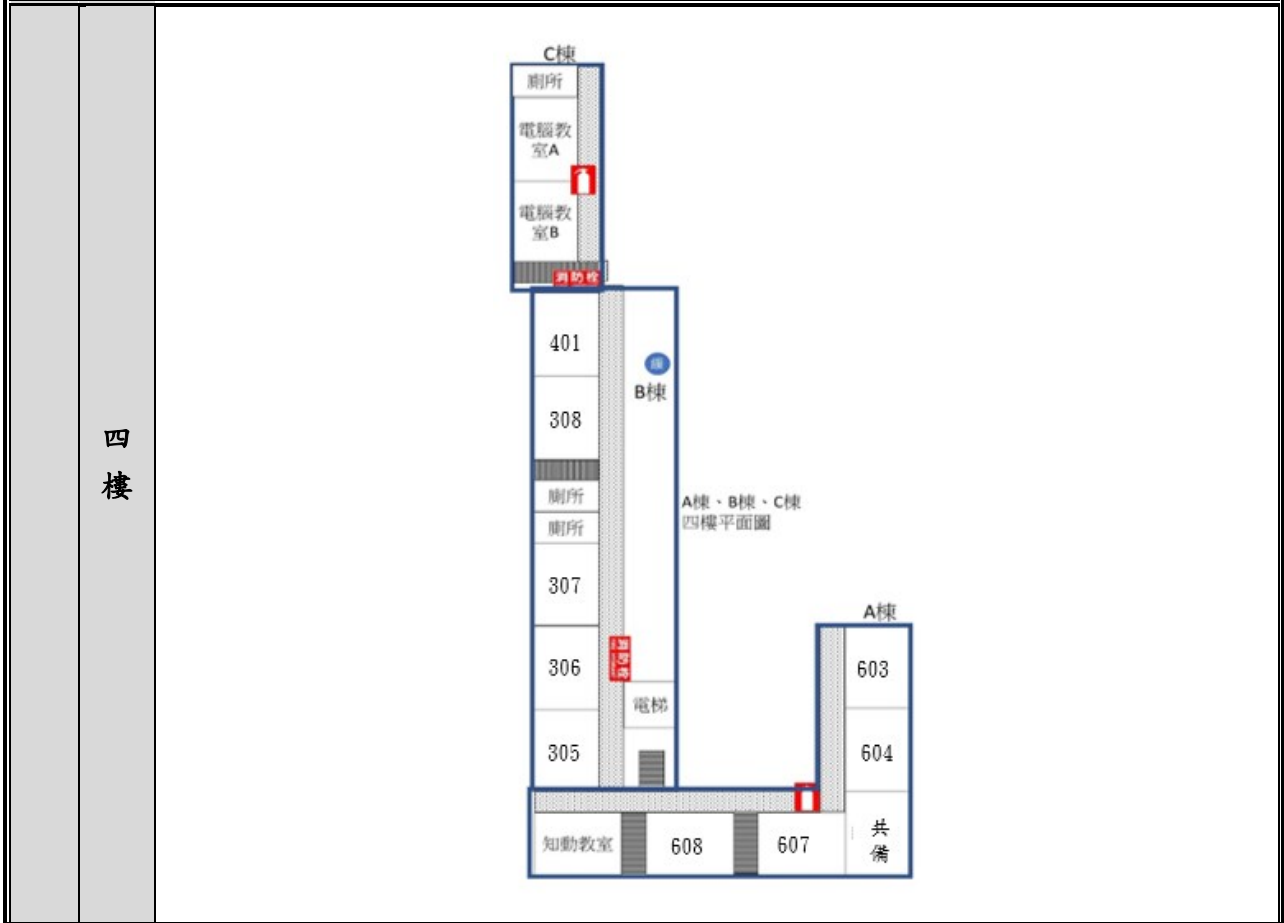 四
樓
C棟
廁所
電腦教
室A
電腦教
室B
消防栓
401
308
廁所
廁所
307
306
305
B棟
消防栓
電梯
A棟、B棟、C棟
四樓平面圖
A棟
603
604
共
備
知動教室
608
607